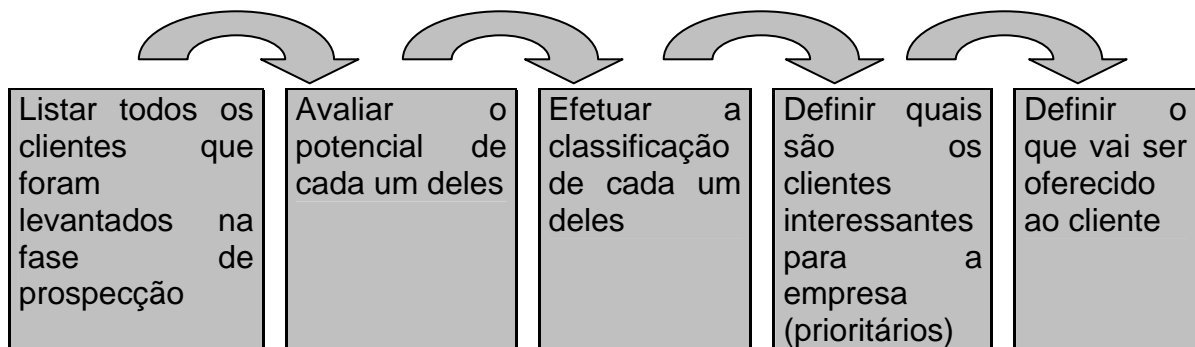 Listar todos os
clientes que
foram
levantados na
fase de
prospecção
Avaliar o
potencial de
cada um deles
Efetuar a
classificação
de cada um
deles
Definir quais
são os
clientes
interessantes
para a
empresa
(prioritários)
Definir o
que vai ser
oferecido
ao cliente